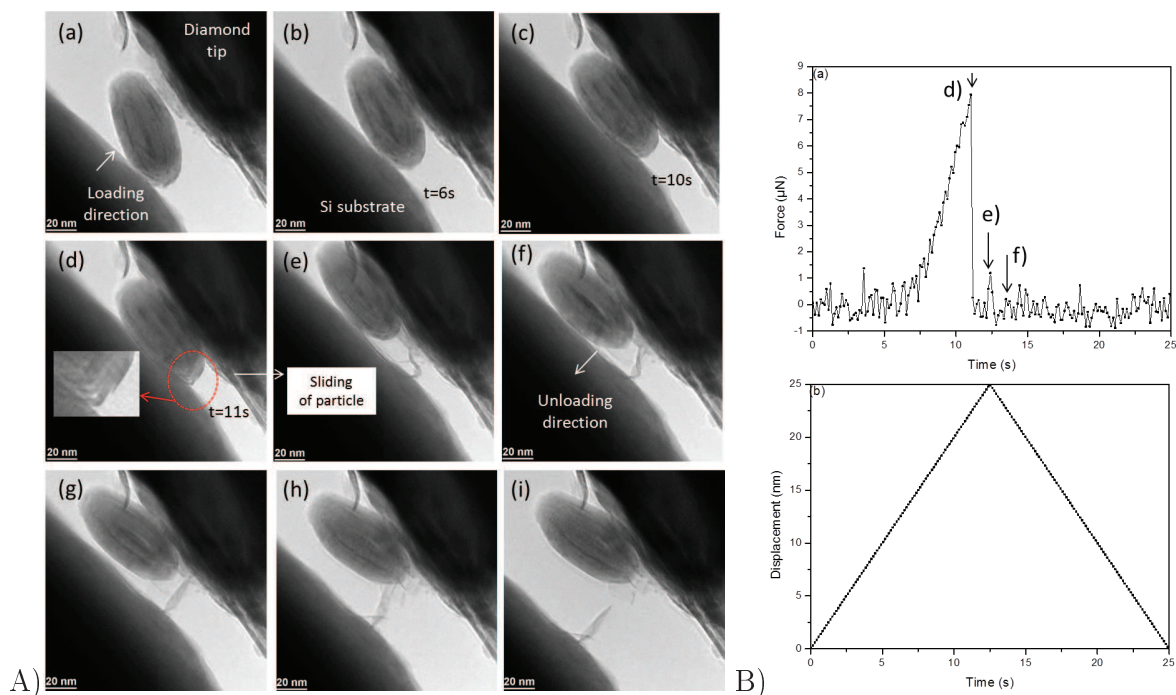 (a)
Diamond
tip
Loading
direction
20 nm
(b)
t=6s
Si substrate
20 nm
(c)
t=10s
20 nm
(d)
t=11s
20 nm
(e)
Sliding
of particle
20 nm
(f)
Unloading
direction
20 nm
(g)
20 nm
(h)
20 nm
(i)
20 nm
A)
(a)
d)
e)
f)
Force (µN)
9
8
7
6
5
4
3
2
1
0
-1
0 5 10 15 20 25
Time (s)
(b)
Displacement (nm)
25
20
15
10
5
0
0 5 10 15 20 25
Time (s)
B)